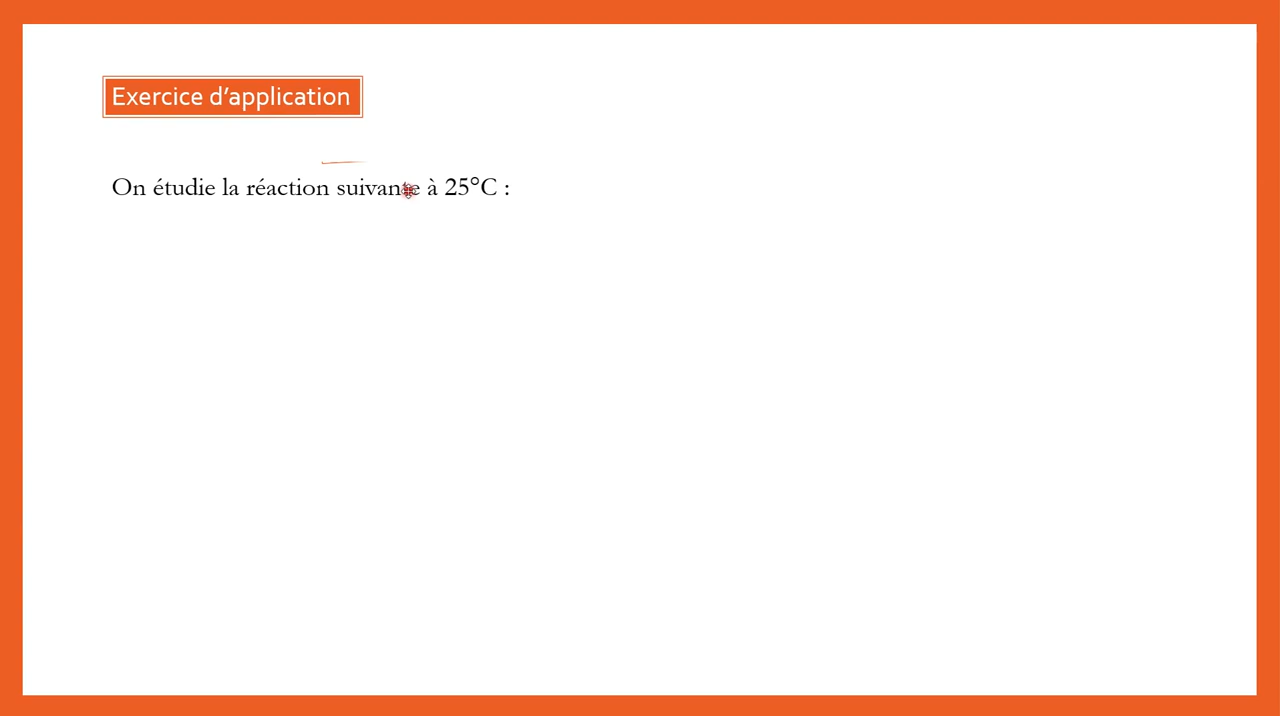 Exercice d'application
On étudie la réaction suivante à 25°C :